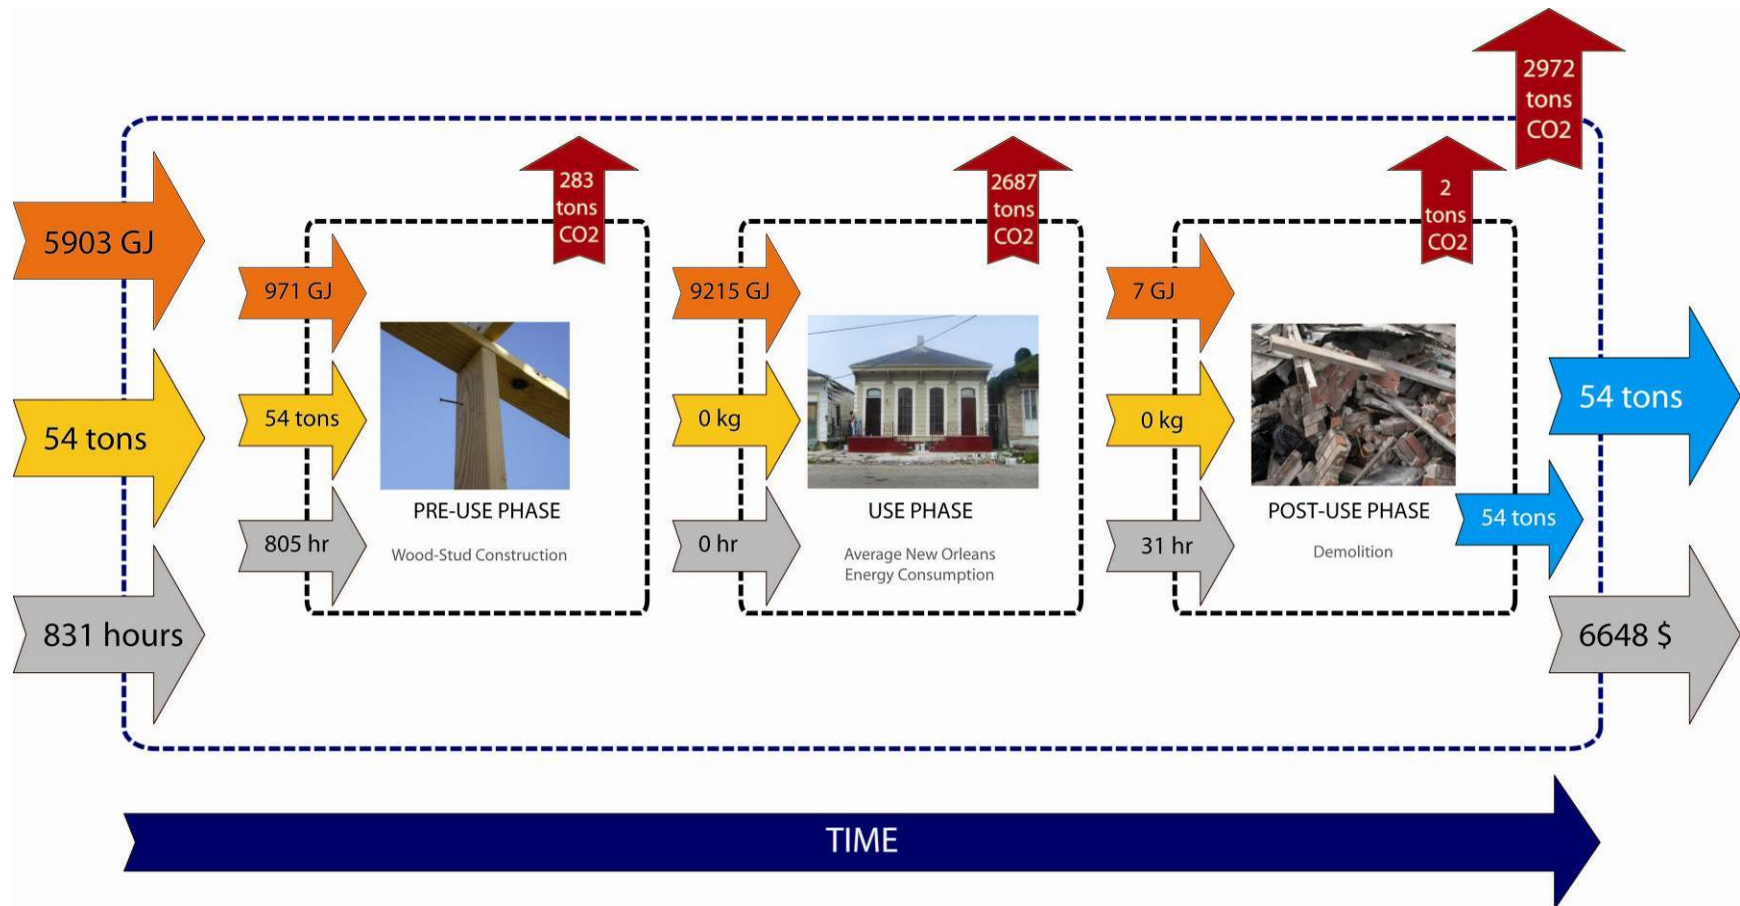 2972
tons
CO2
283
tons
CO2
2687
tons
CO2
2
tons
CO2
5903 GJ
971 GJ
9215 GJ
7 GJ
54 tons
54 tons
0 kg
0 kg
54 tons
PRE-USE PHASE
USE PHASE
POST-USE PHASE
54 tons
805 hr
Wood-Stud Construction
0 hr
Average New Orleans
Energy Consumption
31 hr
Demolition
831 hours
6648 $
TIME